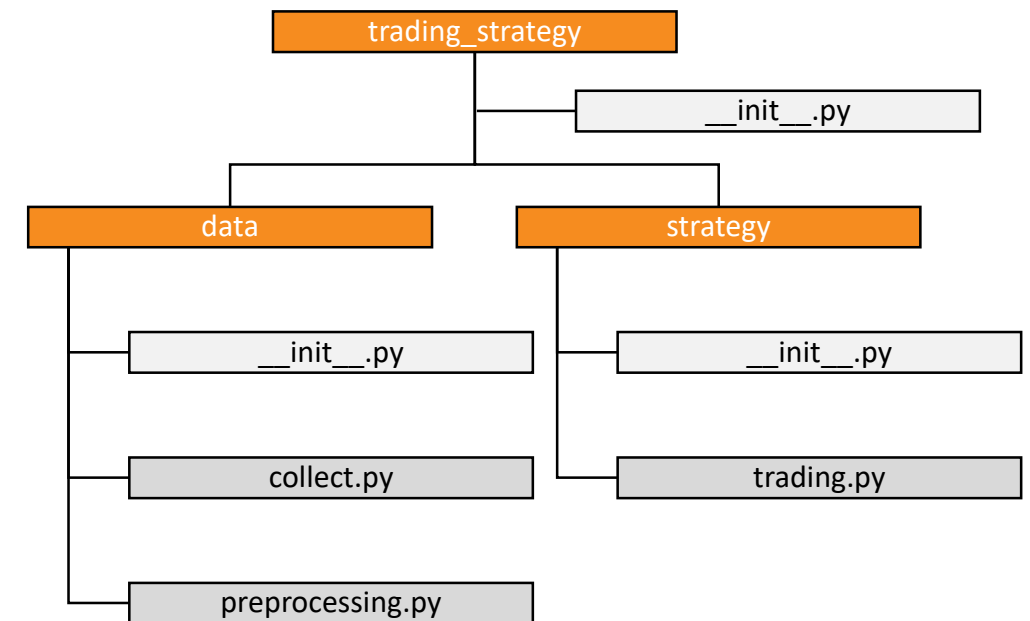 trading_strategy
__init__.py
data
strategy
__init__.py
__init__.py
collect.py
trading.py
preprocessing.py